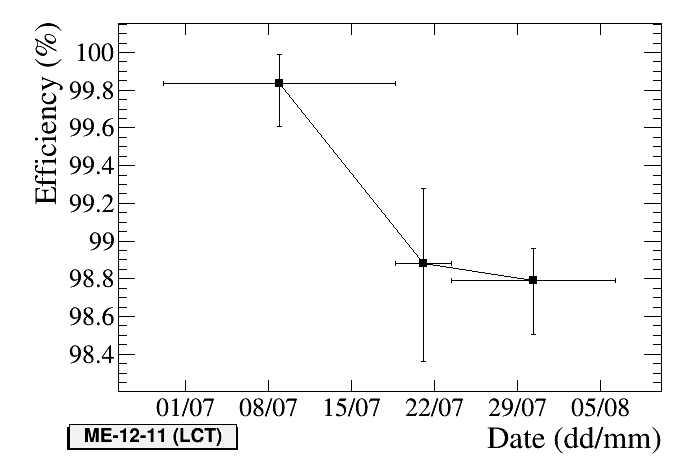 Efficiency (%)
100
99.8
99.6
99.4
99.2
99
98.8
98.6
98.4
01/07 08/07 15/07 22/07 29/07 05/08
ME-12-11 (LCT)
Date (dd/mm)